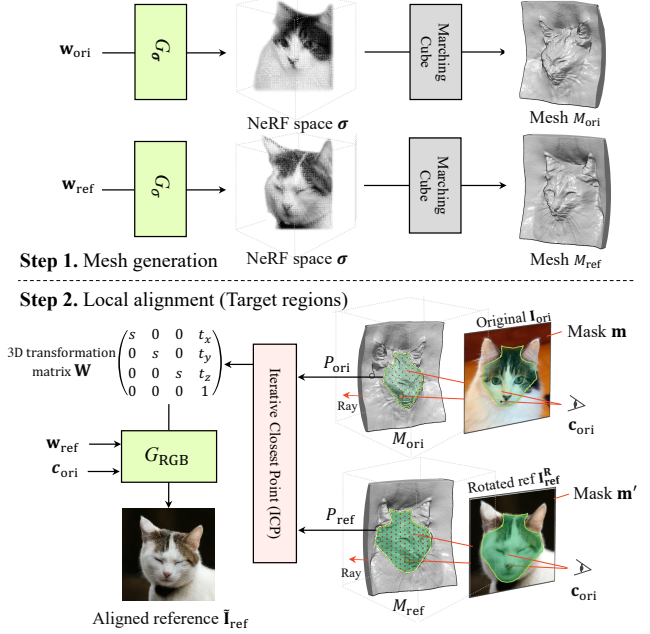 w_ori
G_σ
NeRF space σ
Marching
Cube
Mesh M_ori
w_ref
G_σ
NeRF space σ
Marching
Cube
Mesh M_ref
Step 1. Mesh generation
Step 2. Local alignment (Target regions)
3D transformation
matrix W
s 0 0 t_x
0 s 0 t_y
0 0 s t_z
0 0 0 1
w_ref
c_ori
G_RGB
Aligned reference Ĩ_ref
Iterative Closest Point (ICP)
P_ori
Ray
M_ori
Original I_ori
Mask m
c_ori
P_ref
Ray
M_ref
Rotated ref I^R_ref
Mask m′
c_ori